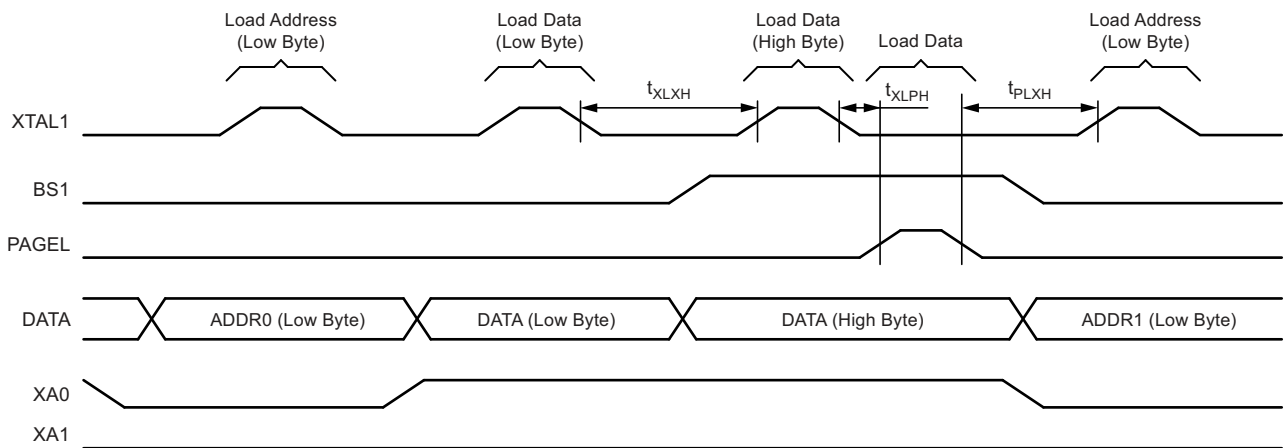 Load Address
(Low Byte)
Load Data
(Low Byte)
Load Data
(High Byte)
Load Data
Load Address
(Low Byte)
tXLXH
tXLPH
tPLXH
XTAL1
BS1
PAGEL
DATA
ADDR0 (Low Byte)
DATA (Low Byte)
DATA (High Byte)
ADDR1 (Low Byte)
XA0
XA1